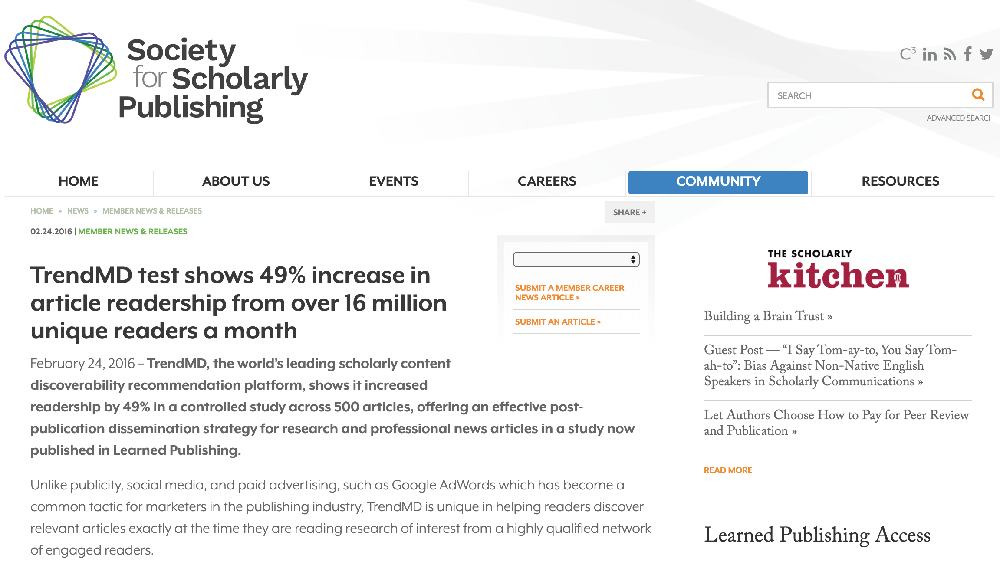 Society
for Scholarly
Publishing
C3
SEARCH
ADVANCED SEARCH
HOME
ABOUT US
EVENTS
CAREERS
COMMUNITY
RESOURCES
HOME » NEWS » MEMBER NEWS & RELEASES
SHARE +
02.24.2016 | MEMBER NEWS & RELEASES
TrendMD test shows 49% increase in
article readership from over 16 million
unique readers a month
February 24, 2016 – TrendMD, the world’s leading scholarly content
discoverability recommendation platform, shows it increased
readership by 49% in a controlled study across 500 articles, offering an effective post-
publication dissemination strategy for research and professional news articles in a study now
published in Learned Publishing.
Unlike publicity, social media, and paid advertising, such as Google AdWords which has become a
common tactic for marketers in the publishing industry, TrendMD is unique in helping readers discover
relevant articles exactly at the time they are reading research of interest from a highly qualified network
of engaged readers.
SUBMIT A MEMBER CAREER
NEWS ARTICLE »
SUBMIT AN ARTICLE »
THE SCHOLARLY
kitchen
Building a Brain Trust »
Guest Post — “I Say Tom-ay-to, You Say Tom-
ah-to”: Bias Against Non-Native English
Speakers in Scholarly Communications »
Let Authors Choose How to Pay for Peer Review
and Publication »
READ MORE
Learned Publishing Access